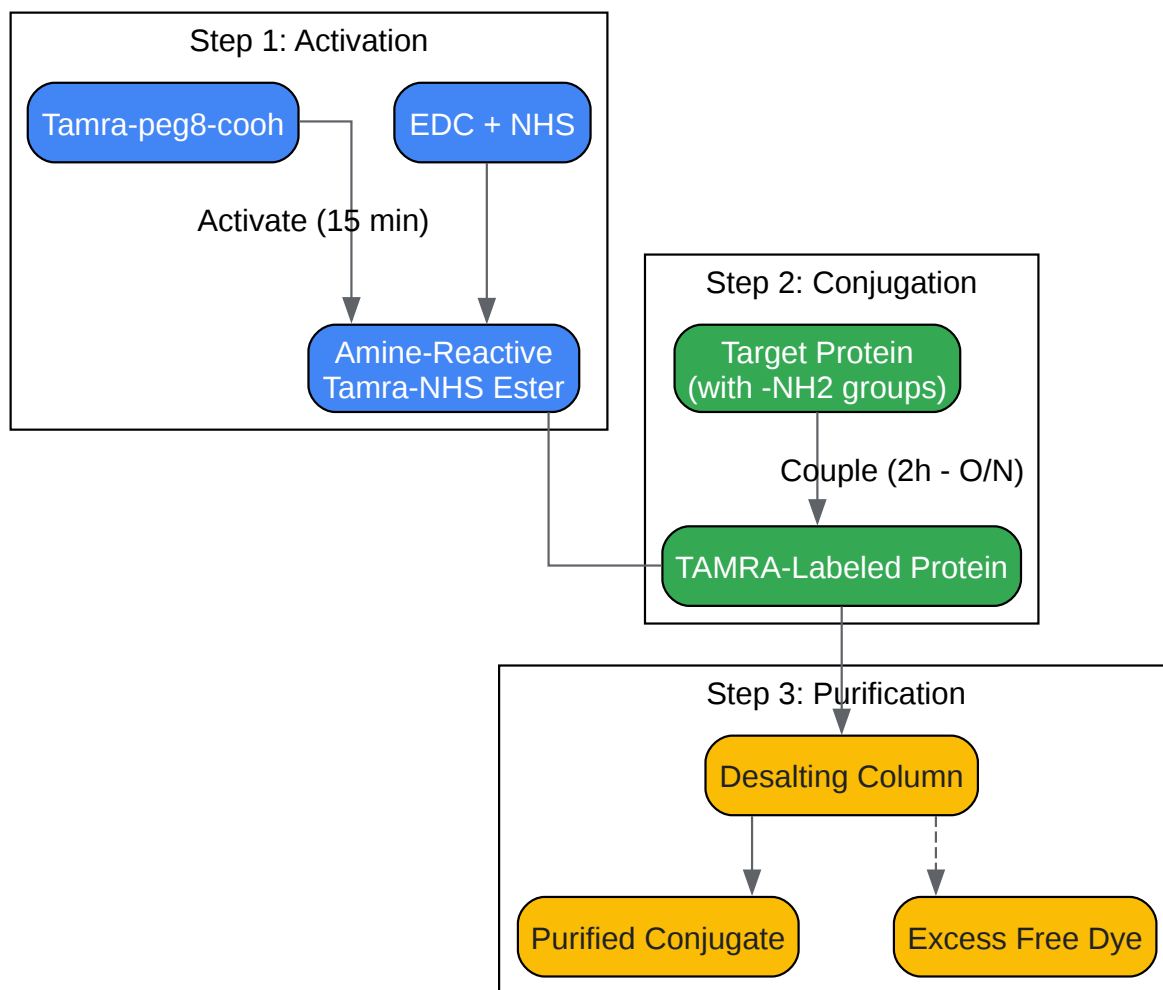 Step 1: Activation
Tamra-peg8-cooh
EDC + NHS
Activate (15 min)
Amine-Reactive
Tamra-NHS Ester
Step 2: Conjugation
Target Protein
(with -NH2 groups)
Couple (2h - O/N)
TAMRA-Labeled Protein
Step 3: Purification
Desalting Column
Purified Conjugate
Excess Free Dye